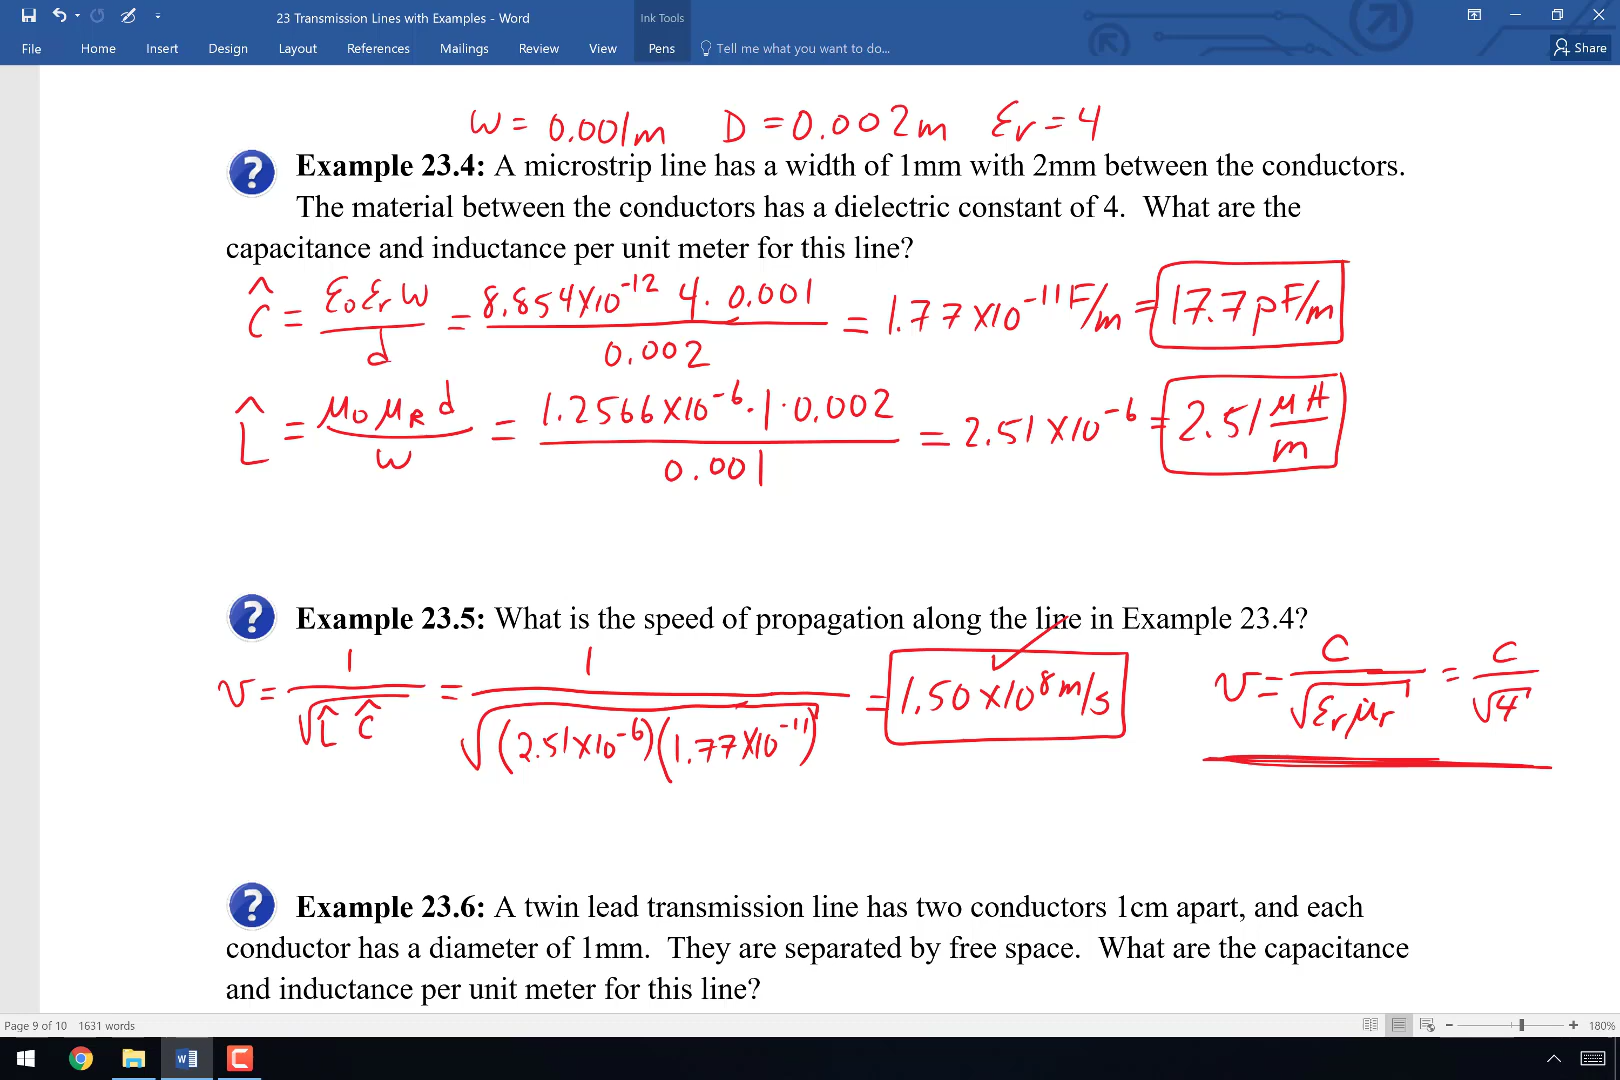 23 Transmission Lines with Examples - Word
Ink Tools
File Home Insert Design Layout References Mailings Review View Pens Tell me what you want to do... Share
W = 0.001m D = 0.002m εr = 4
Example 23.4: A microstrip line has a width of 1mm with 2mm between the conductors.
The material between the conductors has a dielectric constant of 4. What are the
capacitance and inductance per unit meter for this line?
Ĉ = ε0 εr W / d = 8.854×10^-12 4 · 0.001 / 0.002 = 1.77×10^-11 F/m = 17.7 pF/m
L̂ = μ0 μR d / w = 1.2566×10^-6 · 1 · 0.002 / 0.001 = 2.51×10^-6 = 2.51 μH/m
Example 23.5: What is the speed of propagation along the line in Example 23.4?
v = 1 / √(L̂ Ĉ) = 1 / √((2.51×10^-6)(1.77×10^-11)) = 1.50×10^8 m/s
v = c / √(εr μr) = c / √4
Example 23.6: A twin lead transmission line has two conductors 1cm apart, and each
conductor has a diameter of 1mm. They are separated by free space. What are the capacitance
and inductance per unit meter for this line?
Page 9 of 10 1631 words
180%